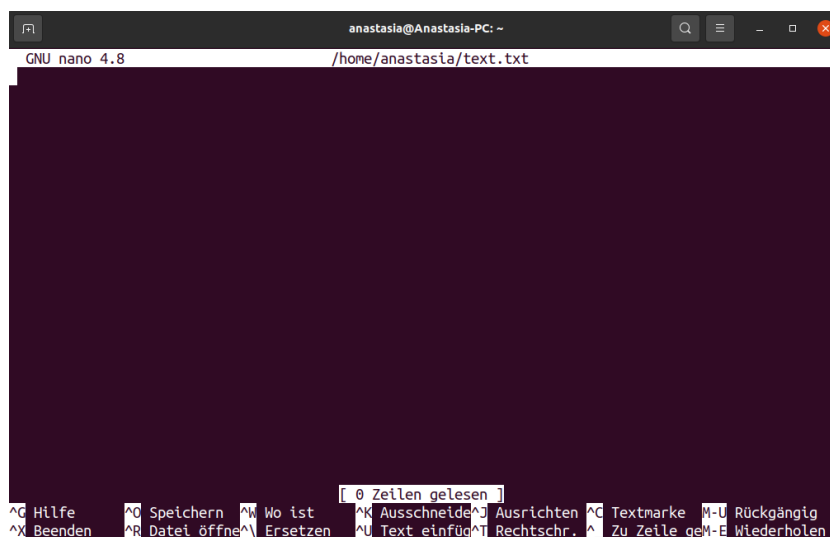 anastasia@Anastasia-PC: ~
GNU nano 4.8 /home/anastasia/text.txt
[ 0 Zeilen gelesen ]
^G Hilfe ^O Speichern ^W Wo ist ^K Ausschneide^J Ausrichten ^C Textmarke M-U Rückgängig
^X Beenden ^R Datei öffne^\ Ersetzen ^U Text einfüg^T Rechtschr. ^ Zu Zeile geM-E Wiederholen